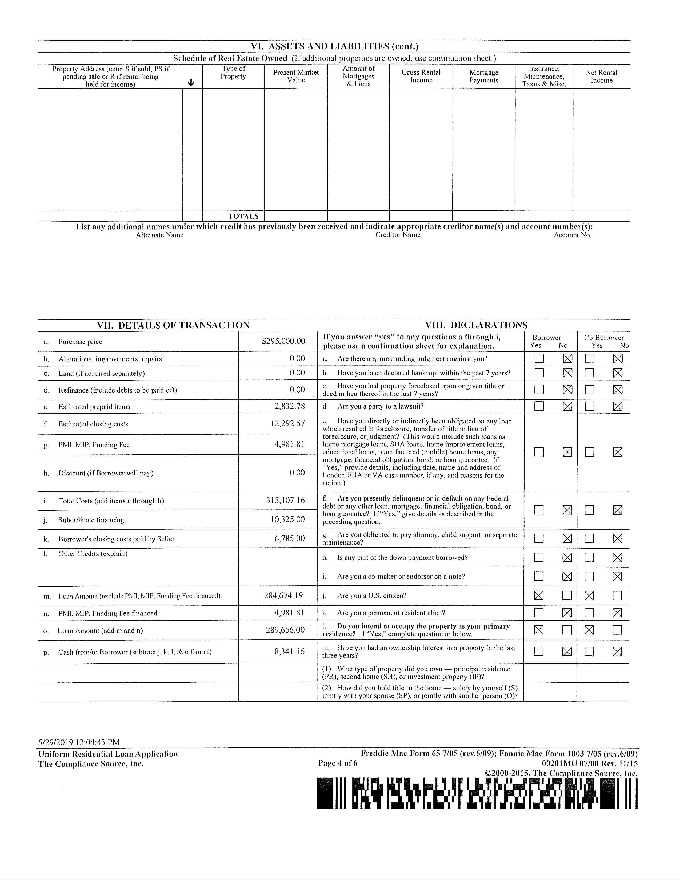 VI. ASSETS AND LIABILITIES (cont.)
Schedule of Real Estate Owned (If additional properties are owned, use continuation sheet.)
Property Address (enter S if sold, PS if pending sale or R if rental being held for income)
Type of Property
Present Market Value
Amount of Mortgages & Liens
Gross Rental Income
Mortgage Payments
Insurance, Maintenance, Taxes & Misc.
Net Rental Income
TOTALS
List any additional names under which credit has previously been received and indicate appropriate creditor name(s) and account number(s):
Alternate Name Creditor Name Account No.
VII. DETAILS OF TRANSACTION
a. Purchase price $295,000.00
b. Alterations, improvements, repairs 0.00
c. Land (if acquired separately) 0.00
d. Refinance (include debts to be paid off) 0.00
e. Estimated prepaid items 2,832.78
f. Estimated closing costs 12,292.57
g. PMI, MIP, Funding Fee 4,981.81
h. Discount (if Borrower will pay) 0.00
i. Total Costs (add items a through h) 315,107.16
j. Subordinate financing 10,325.00
k. Borrower's closing costs paid by Seller 6,785.00
l. Other Credits (explain)
m. Loan Amount (exclude PMI, MIP, Funding Fee financed) 284,674.19
n. PMI, MIP, Funding Fee financed 4,981.81
o. Loan Amount (add m and n) 289,656.00
p. Cash from/to Borrower (subtract j, k, l, & o from i) 8,341.16
VIII. DECLARATIONS
If you answer "yes" to any questions a through i,
please use a continuation sheet for explanation.
Borrower Co-Borrower
Yes No Yes No
a. Are there any outstanding judgments against you?
b. Have you been declared bankrupt within the past 7 years?
c. Have you had property foreclosed upon or given title or
deed in lieu thereof in the last 7 years?
d. Are you a party to a lawsuit?
e. Have you directly or indirectly been obligated on any loan
which resulted in foreclosure, transfer of title in lieu of
foreclosure, or judgment? (This would include such loans as
home mortgage loans, SBA loans, home improvement loans,
educational loans, manufactured (mobile) home loans, any
mortgage, financial obligation, bond, or loan guarantee. If
"Yes," provide details, including date, name and address of
Lender, FHA or VA case number, if any, and reasons for the
action.)
f. Are you presently delinquent or in default on any Federal
debt or any other loan, mortgage, financial obligation, bond, or
loan guarantee? If "Yes," give details as described in the
preceding question.
g. Are you obligated to pay alimony, child support, or separate
maintenance?
h. Is any part of the down payment borrowed?
i. Are you a co-maker or endorser on a note?
j. Are you a U.S. citizen?
k. Are you a permanent resident alien?
l. Do you intend to occupy the property as your primary
residence? If "Yes," complete question m below.
m. Have you had an ownership interest in a property in the last
three years?
(1) What type of property did you own — principal residence
(PR), second home (SH), or investment property (IP)?
(2) How did you hold title to the home — solely by yourself (S),
jointly with your spouse (SP), or jointly with another person (O)?
Uniform Residential Loan Application
The Compliance Source, Inc.
Page 4 of 6
Freddie Mac Form 65 7/05 (rev.6/09); Fannie Mae Form 1003 7/05 (rev.6/09)
©2000-2015, The Compliance Source, Inc.